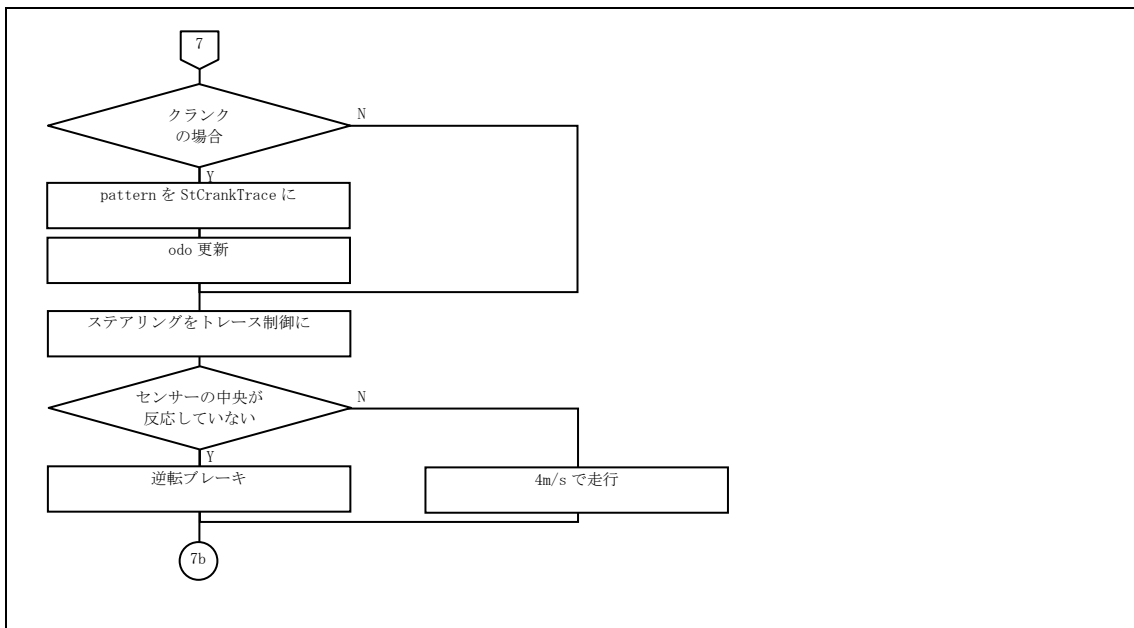 7
クランク
の場合
N
Y
pattern を StCrankTrace に
odo 更新
ステアリングをトレース制御に
センサーの中央が
反応していない
N
Y
逆転ブレーキ
4m/s で走行
7b